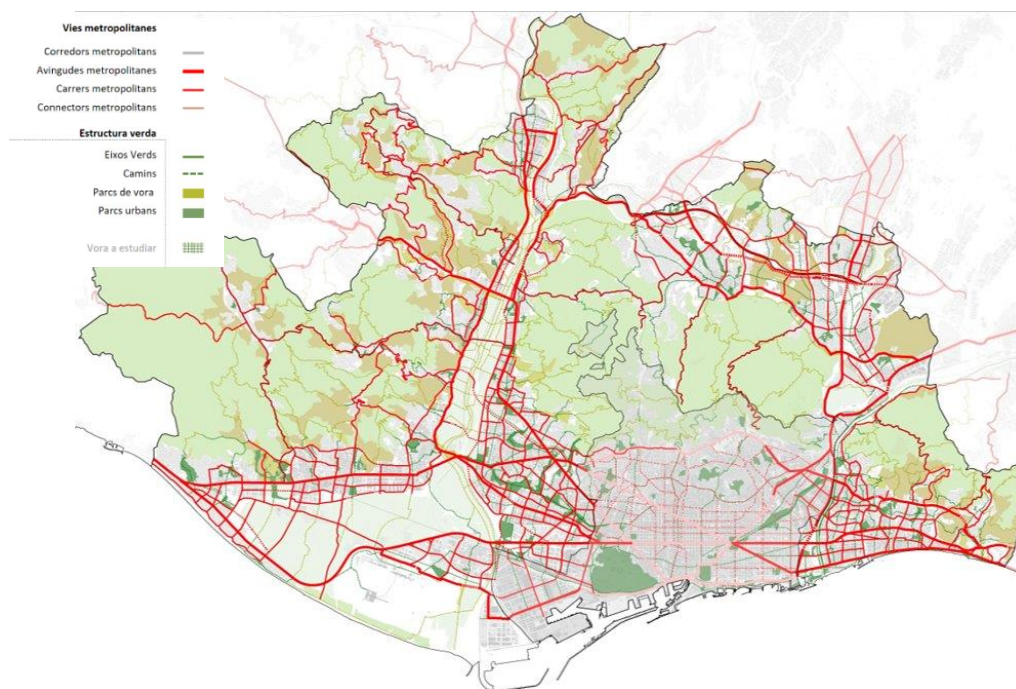 Vies metropolitanes
Corredors metropolitans
Avingudes metropolitanes
Carrers metropolitans
Connectors metropolitans
Estructura verda
Eixos Verds
Camins
Parcs de vora
Parcs urbans
Vora a estudiar